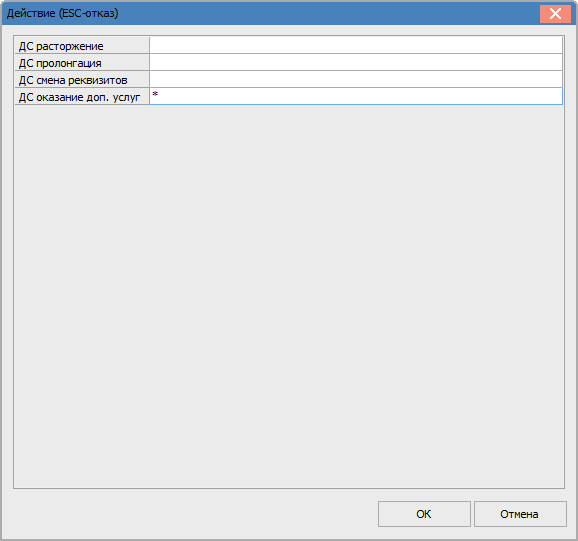 Действие (ESC-отказ)
ДС расторжение
ДС пролонгация
ДС смена реквизитов
ДС оказание доп. услуг *
OK Отмена